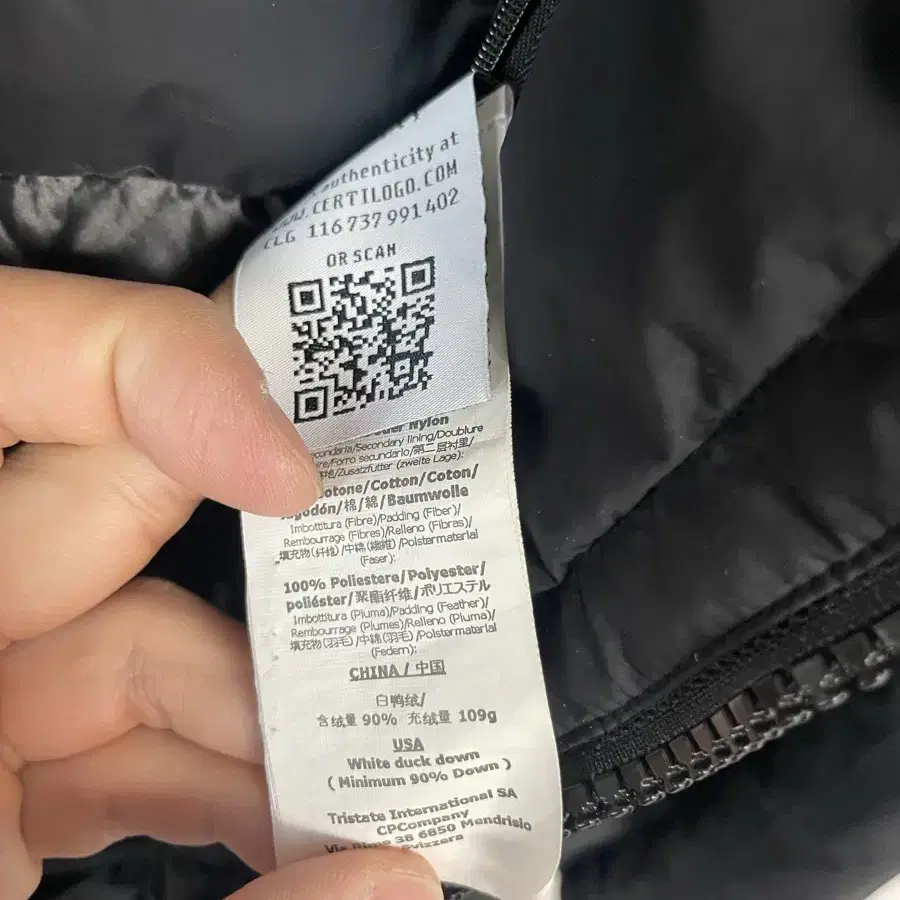 authenticity at
WWW.CERTILOGO.COM
CLG 116 737 991 402
OR SCAN
Nylon
/Secondary lining/Doublure
/Forro secundario/第二层衬里/
/Zusatzfutter (zweite Lage):
/Cotton/Coton/
/棉/綿/Baumwolle
Imbottitura (Fibre)/Padding (Fiber)/
Rembourrage (Fibres)/Relleno (Fibras)/
填充物(纤维)/中綿(繊維)/Polstermaterial
(Faser):
100% Poliestere/Polyester/
poliéster/聚脂纤维/ポリエステル
Imbottitura (Piuma)/Padding (Feather)/
Rembourrage (Plumes)/Relleno (Pluma)/
填充物(羽毛)/中綿(羽毛)/Polstermaterial
(Federn):
CHINA / 中国
白鸭绒/
含绒量 90% 充绒量 109g
USA
White duck down
( Minimum 90% Down )
Tristate International SA
CPCompany
Via 38 6850 Mendrisio
Svizzera